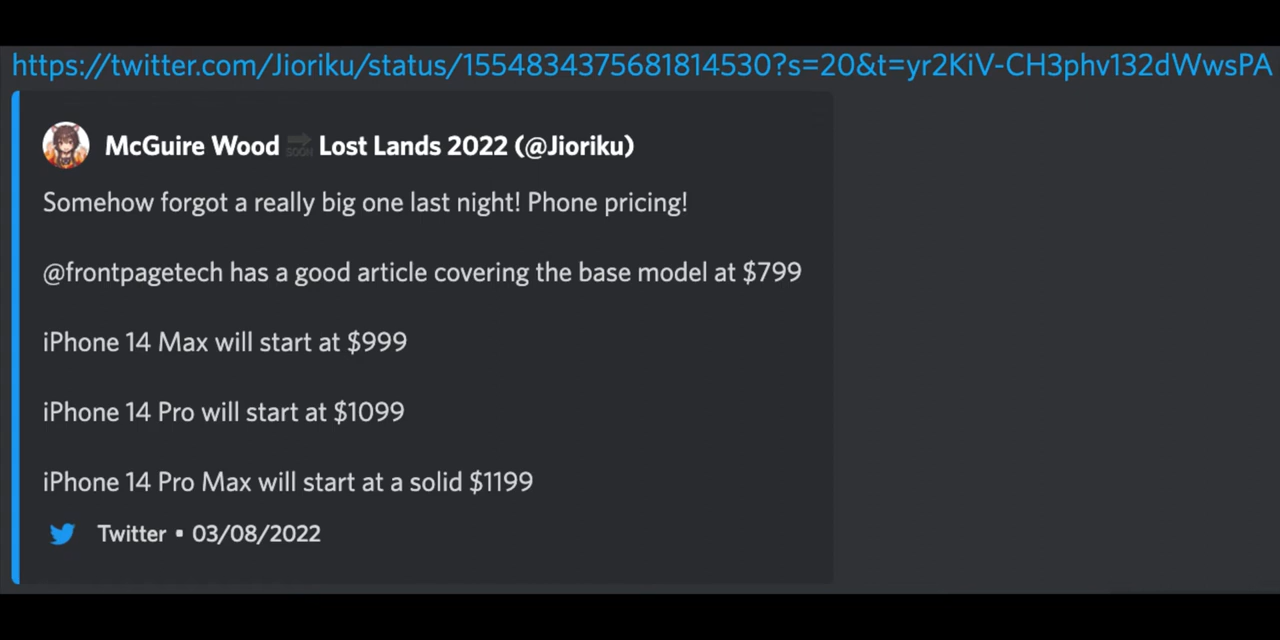 https://twitter.com/Jioriku/status/1554834375681814530?s=20&t=yr2KiV-CH3phv132dWwsPA
McGuire Wood SOON Lost Lands 2022 (@Jioriku)
Somehow forgot a really big one last night! Phone pricing!
@frontpagetech has a good article covering the base model at $799
iPhone 14 Max will start at $999
iPhone 14 Pro will start at $1099
iPhone 14 Pro Max will start at a solid $1199
Twitter • 03/08/2022